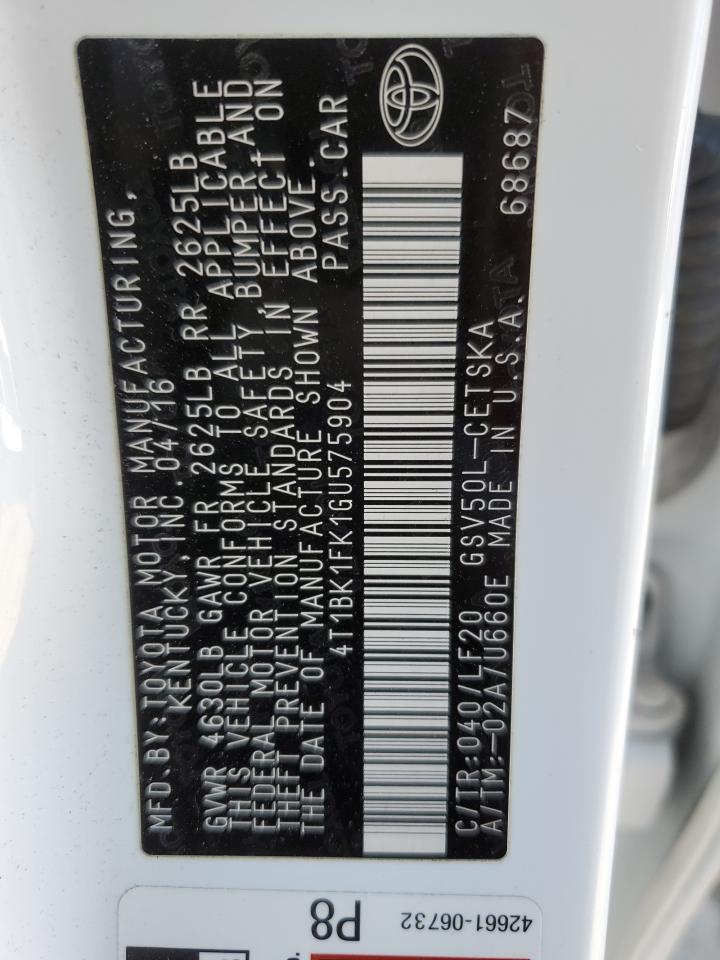 MFD.BY:TOYOTA MOTOR MANUFACTURING,
KENTUCKY,INC.04/16
GVWR 4630LB GAWR FR 2625LB RR 2625LB
THIS VEHICLE CONFORMS TO ALL APPLICABLE
FEDERAL MOTOR VEHICLE SAFETY, BUMPER AND
THEFT PREVENTION STANDARDS IN EFFECT ON
THE DATE OF MANUFACTURE SHOWN ABOVE.
4T1BK1FK1GU575904 PASS.CAR
C/TR:040/LF20 GSV50L-CETSKA
A/TM:-02A/U660E MADE IN U.S.A. 68687
P8
42661-06732